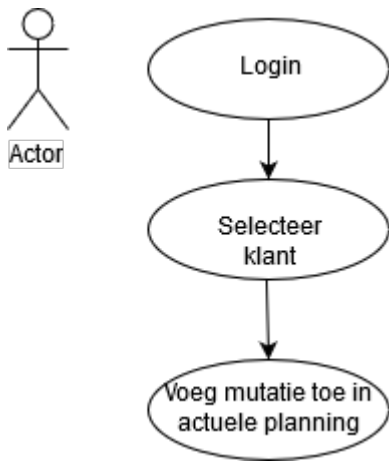 Login
Actor
Selecteer
klant
Voeg mutatie toe in
actuele planning